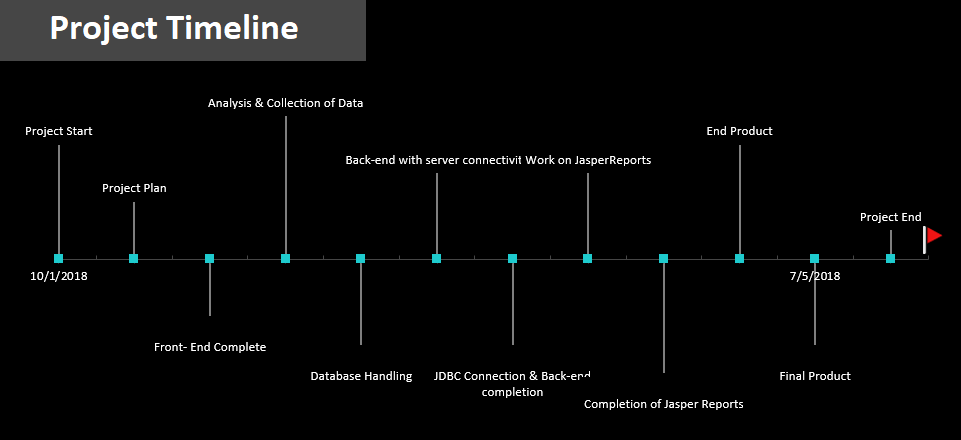 Project Timeline
Analysis & Collection of Data
Project Start
End Product
Back-end with server connectivit
Work on JasperReports
Project Plan
Project End
10/1/2018
7/5/2018
Front- End Complete
Database Handling
JDBC Connection & Back-end
completion
Final Product
Completion of Jasper Reports